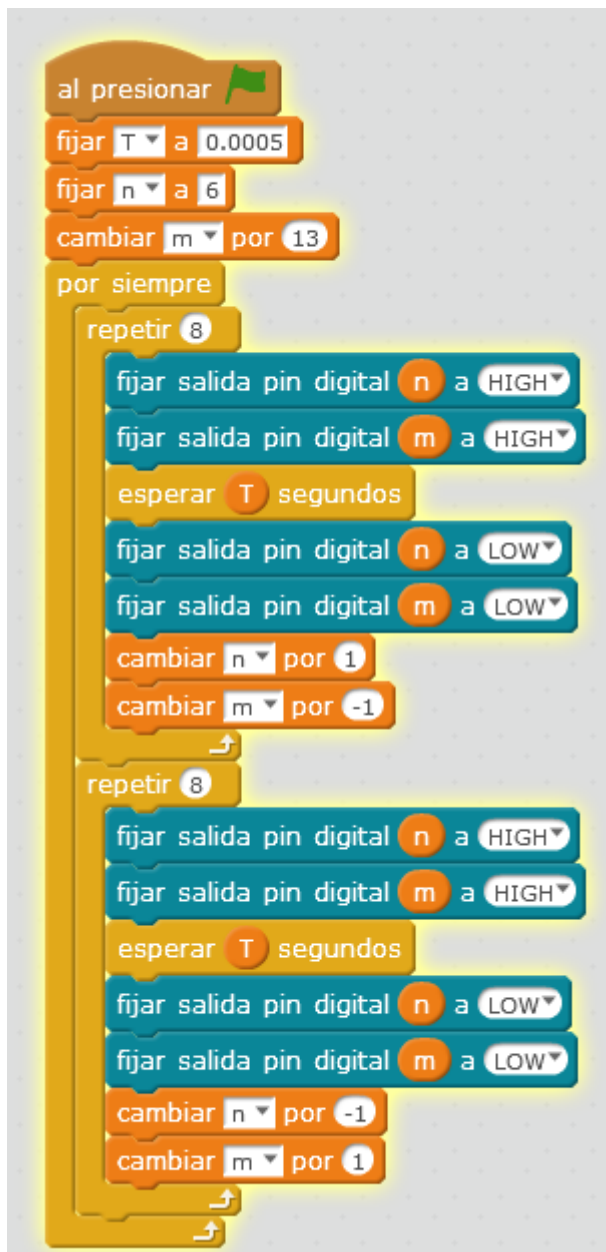 al presionar
fijar T a 0.0005
fijar n a 6
cambiar m por 13
por siempre
repetir 8
fijar salida pin digital n a HIGH
fijar salida pin digital m a HIGH
esperar T segundos
fijar salida pin digital n a LOW
fijar salida pin digital m a LOW
cambiar n por 1
cambiar m por -1
repetir 8
fijar salida pin digital n a HIGH
fijar salida pin digital m a HIGH
esperar T segundos
fijar salida pin digital n a LOW
fijar salida pin digital m a LOW
cambiar n por -1
cambiar m por 1